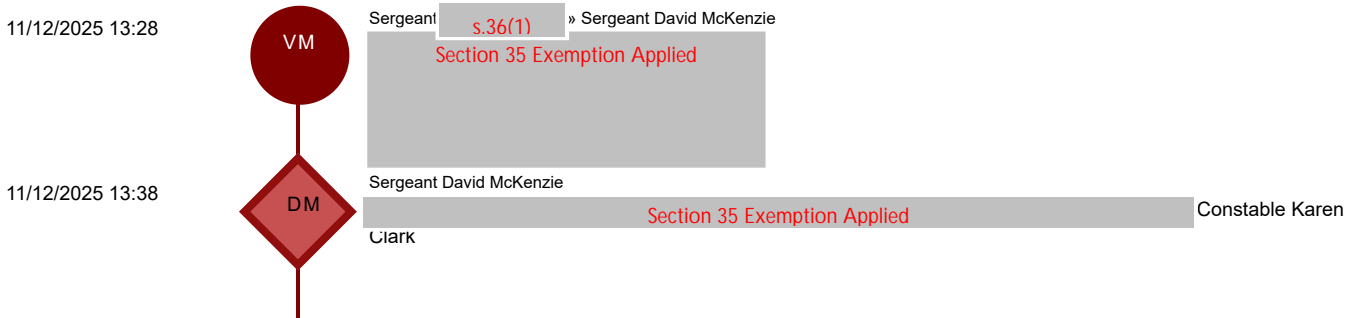 11/12/2025 13:28
VM
Sergeant s.36(1) » Sergeant David McKenzie
Section 35 Exemption Applied
11/12/2025 13:38
DM
Sergeant David McKenzie
Section 35 Exemption Applied Constable Karen
Clark